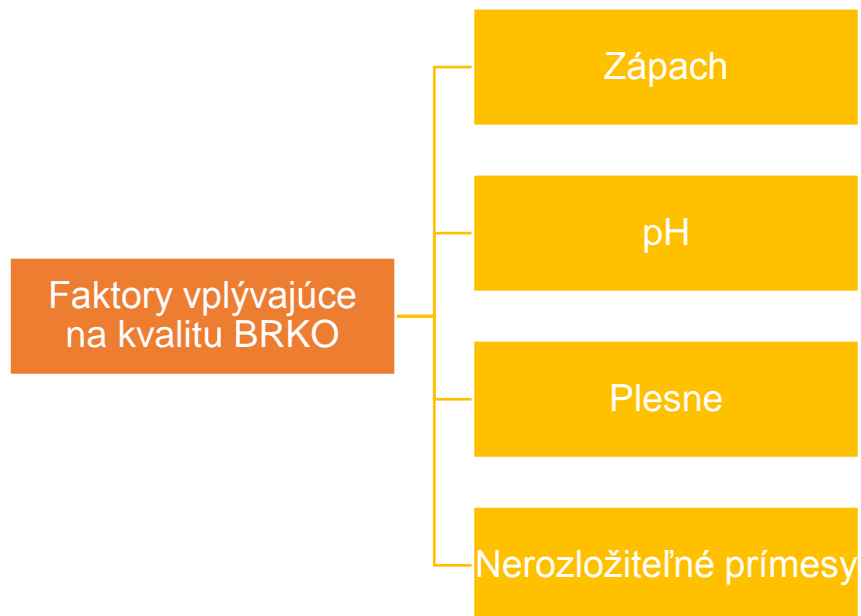 Zápach
pH
Faktory vplývajúce
na kvalitu BRKO
Plesne
Nerozložiteľné prímesy